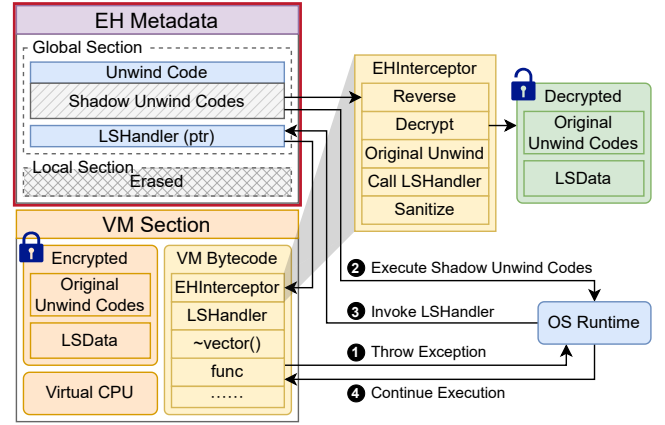 EH Metadata
Global Section
Unwind Code
Shadow Unwind Codes
LSHandler (ptr)
Local Section
Erased
EHInterceptor
Reverse
Decrypt
Original Unwind
Call LSHandler
Sanitize
Decrypted
Original
Unwind Codes
LSData
VM Section
Encrypted
Original
Unwind Codes
LSData
Virtual CPU
VM Bytecode
EHInterceptor
LSHandler
~vector()
func
......
2 Execute Shadow Unwind Codes
3 Invoke LSHandler
1 Throw Exception
4 Continue Execution
OS Runtime